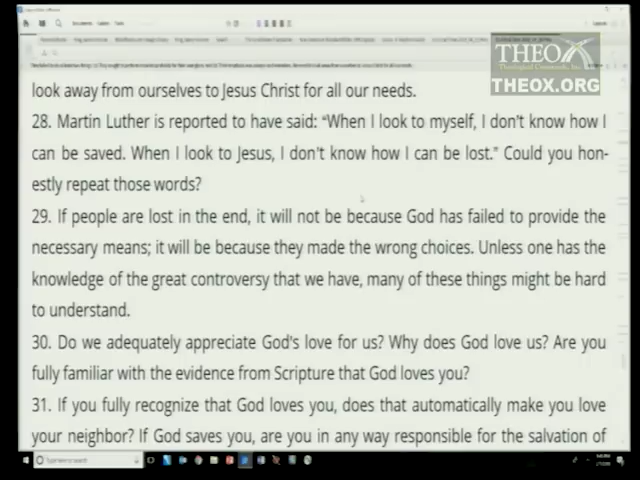 THEOX
THEOX.ORG
look away from ourselves to Jesus Christ for all our needs.
28. Martin Luther is reported to have said: “When I look to myself, I don't know how I
can be saved. When I look to Jesus, I don't know how I can be lost.” Could you hon-
estly repeat those words?
29. If people are lost in the end, it will not be because God has failed to provide the
necessary means; it will be because they made the wrong choices. Unless one has the
knowledge of the great controversy that we have, many of these things might be hard
to understand.
30. Do we adequately appreciate God's love for us? Why does God love us? Are you
fully familiar with the evidence from Scripture that God loves you?
31. If you fully recognize that God loves you, does that automatically make you love
your neighbor? If God saves you, are you in any way responsible for the salvation of